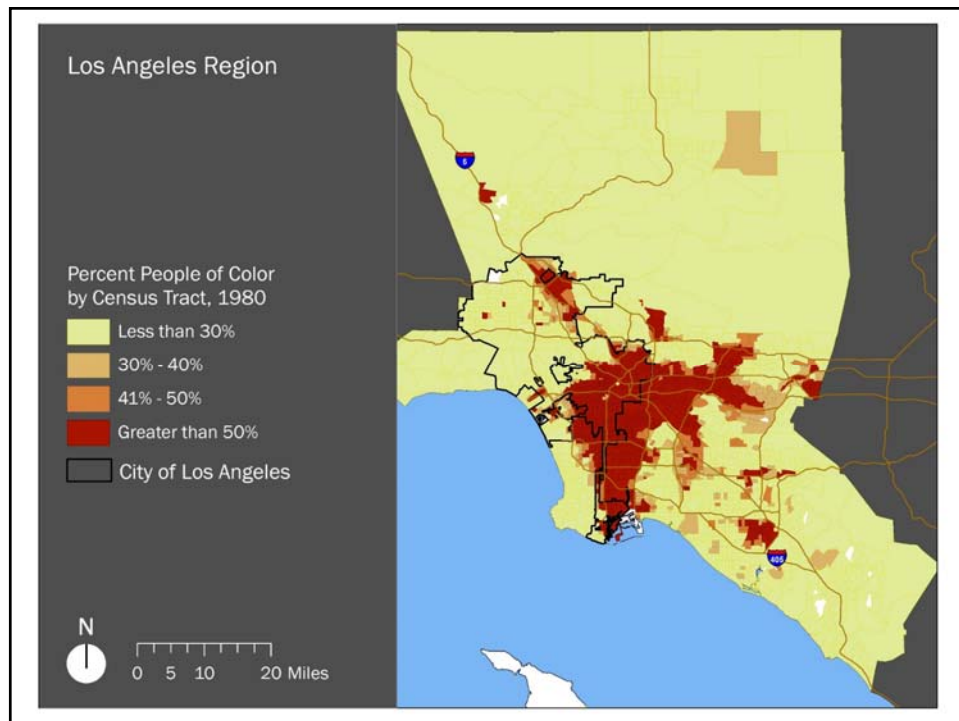 Los Angeles Region
5
Percent People of Color
by Census Tract, 1980
Less than 30%
30% - 40%
41% - 50%
Greater than 50%
City of Los Angeles
405
N
0 5 10 20 Miles